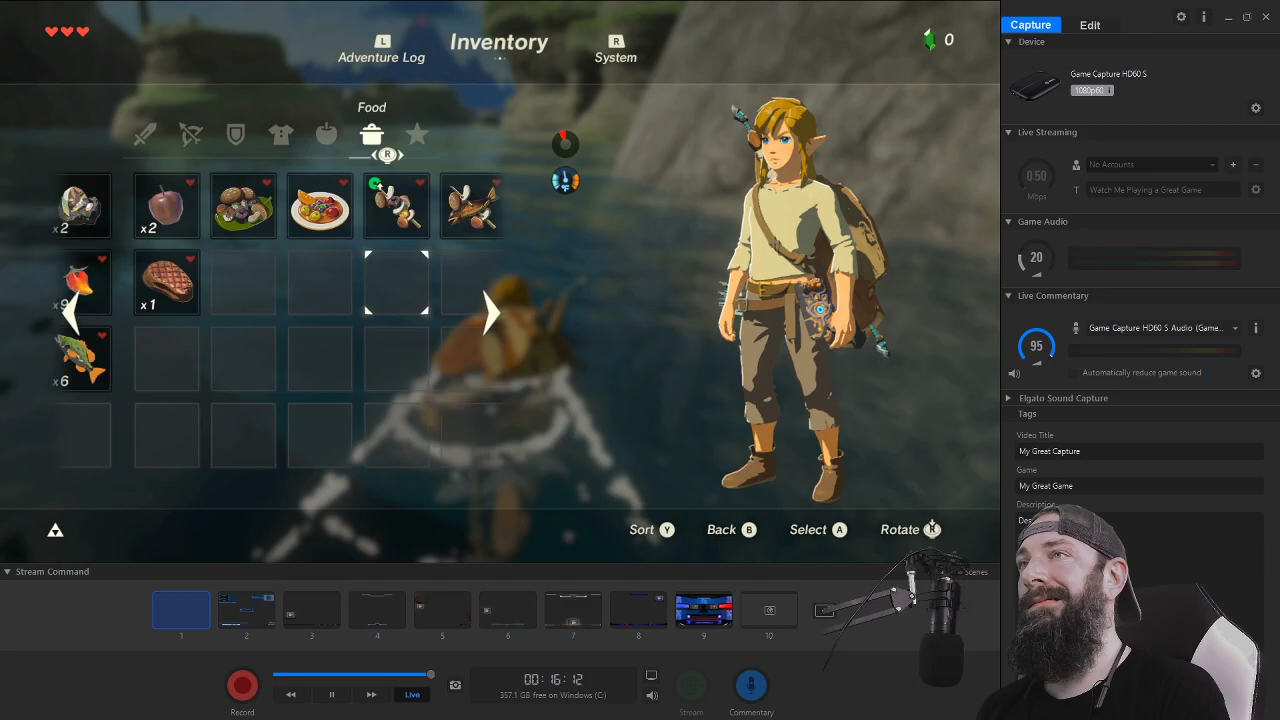 L
Adventure Log
Inventory
R
System
0
Food
R
x2
x2
x9
x1
x6
Sort Y
Back B
Select A
Rotate R
Capture
Edit
Device
Game Capture HD60 S
1080p60
Live Streaming
0.50
Mbps
No Accounts
T
Watch Me Playing a Great Game
Game Audio
20
Live Commentary
95
Game Capture HD60 S Audio (Game...
Automatically reduce game sound
Elgato Sound Capture
Tags
Video Title
My Great Capture
Game
My Great Game
Description
Des
Stream Command
Scenes
1
2
3
4
5
6
7
8
9
10
Record
Live
00:16:12
357.1 GB free on Windows (C:)
Stream
Commentary